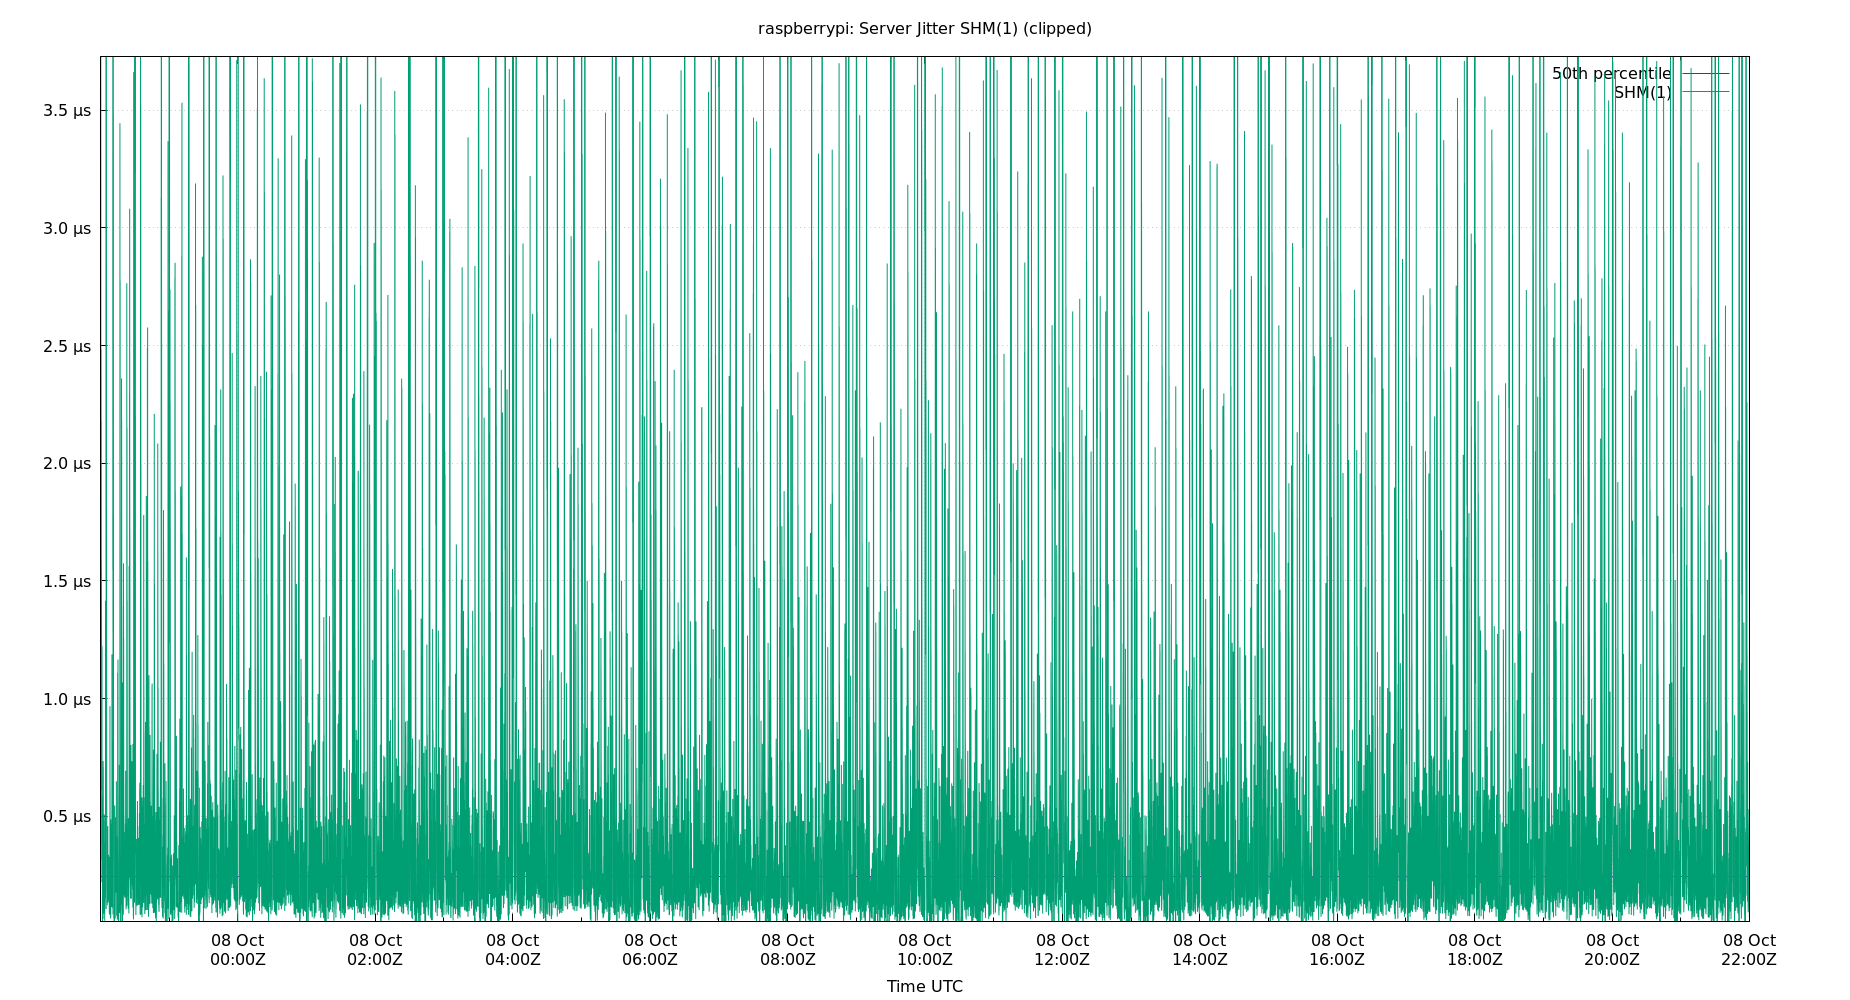 raspberrypi: Server Jitter SHM(1) (clipped)
50th percentile
SHM(1)
3.5 µs
3.0 µs
2.5 µs
2.0 µs
1.5 µs
1.0 µs
0.5 µs
08 Oct 08 Oct 08 Oct 08 Oct 08 Oct 08 Oct 08 Oct 08 Oct 08 Oct 08 Oct 08 Oct 08 Oct
00:00Z 02:00Z 04:00Z 06:00Z 08:00Z 10:00Z 12:00Z 14:00Z 16:00Z 18:00Z 20:00Z 22:00Z
Time UTC